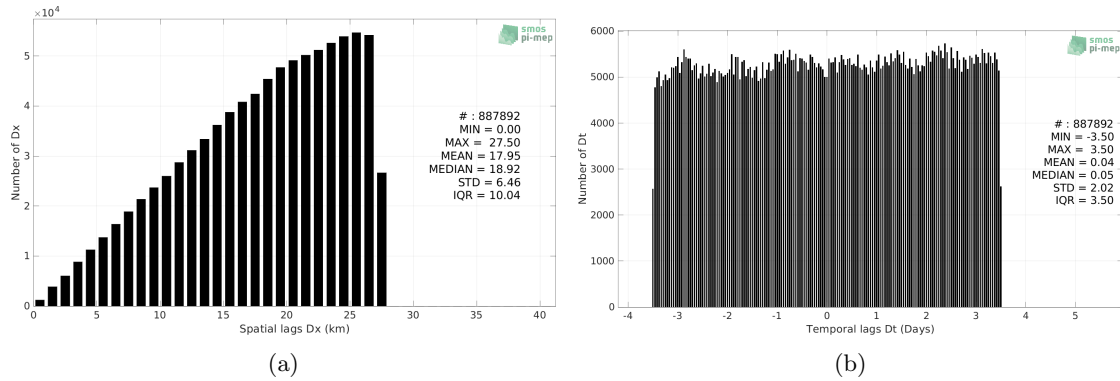 ×10⁴
5
4
3
2
1
0
Number of Dx
0 5 10 15 20 25 30 35 40
Spatial lags Dx (km)
smos
pi-mep
# : 887892
MIN = 0.00
MAX = 27.50
MEAN = 17.95
MEDIAN = 18.92
STD = 6.46
IQR = 10.04
(a)
6000
5000
4000
3000
2000
1000
0
Number of Dt
-4 -3 -2 -1 0 1 2 3 4 5
Temporal lags Dt (Days)
smos
pi-mep
# : 887892
MIN = -3.50
MAX = 3.50
MEAN = 0.04
MEDIAN = 0.05
STD = 2.02
IQR = 3.50
(b)